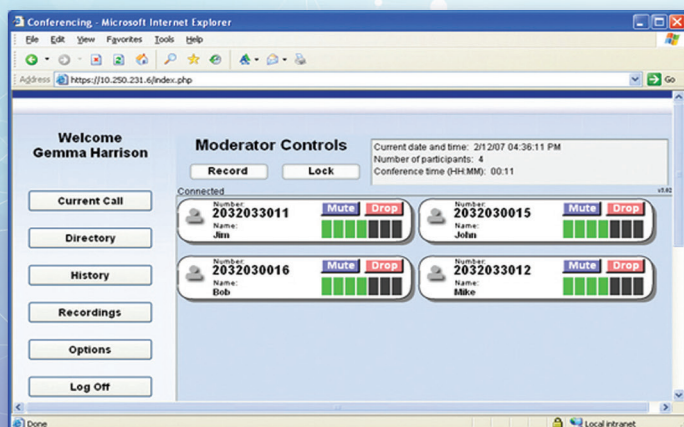 Conferencing - Microsoft Internet Explorer
File Edit View Favorites Tools Help
Address https://10.250.231.6/index.php Go
Welcome
Gemma Harrison
Current Call
Directory
History
Recordings
Options
Log Off
Moderator Controls
Record Lock
Current date and time: 2/12/07 04:36:11 PM
Number of participants: 4
Conference time (HH:MM): 00:11
Connected
Number:
2032033011
Name:
Jim
Mute Drop
Number:
2032030015
Name:
John
Mute Drop
Number:
2032030016
Name:
Bob
Mute Drop
Number:
2032033012
Name:
Mike
Mute Drop
Done Local intranet